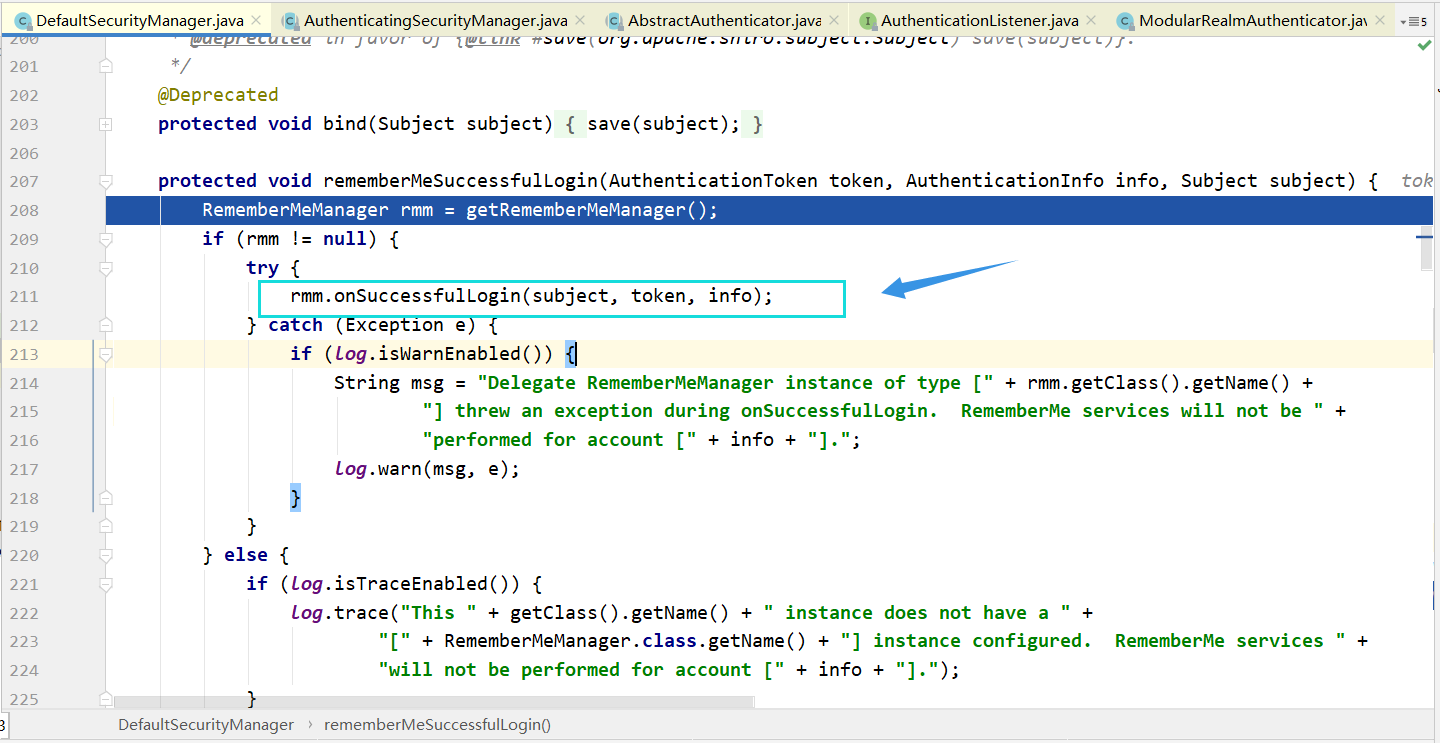 DefaultSecurityManager.java × AuthenticatingSecurityManager.java × AbstractAuthenticator.java × AuthenticationListener.java × ModularRealmAuthenticator.jav × 5
200 * @deprecated in favor of {@link #save(org.apache.shiro.subject.Subject) save(subject)}.
201 */
202 @Deprecated
203 protected void bind(Subject subject) { save(subject); }
206
207 protected void rememberMeSuccessfulLogin(AuthenticationToken token, AuthenticationInfo info, Subject subject) { tok
208 RememberMeManager rmm = getRememberMeManager();
209 if (rmm != null) {
210 try {
211 rmm.onSuccessfulLogin(subject, token, info);
212 } catch (Exception e) {
213 if (log.isWarnEnabled()) {
214 String msg = "Delegate RememberMeManager instance of type [" + rmm.getClass().getName() +
215 "] threw an exception during onSuccessfulLogin.  RememberMe services will not be " +
216 "performed for account [" + info + "].";
217 log.warn(msg, e);
218 }
219 }
220 } else {
221 if (log.isTraceEnabled()) {
222 log.trace("This " + getClass().getName() + " instance does not have a " +
223 "[" + RememberMeManager.class.getName() + "] instance configured.  RememberMe services " +
224 "will not be performed for account [" + info + "].");
225 }
DefaultSecurityManager › rememberMeSuccessfulLogin()